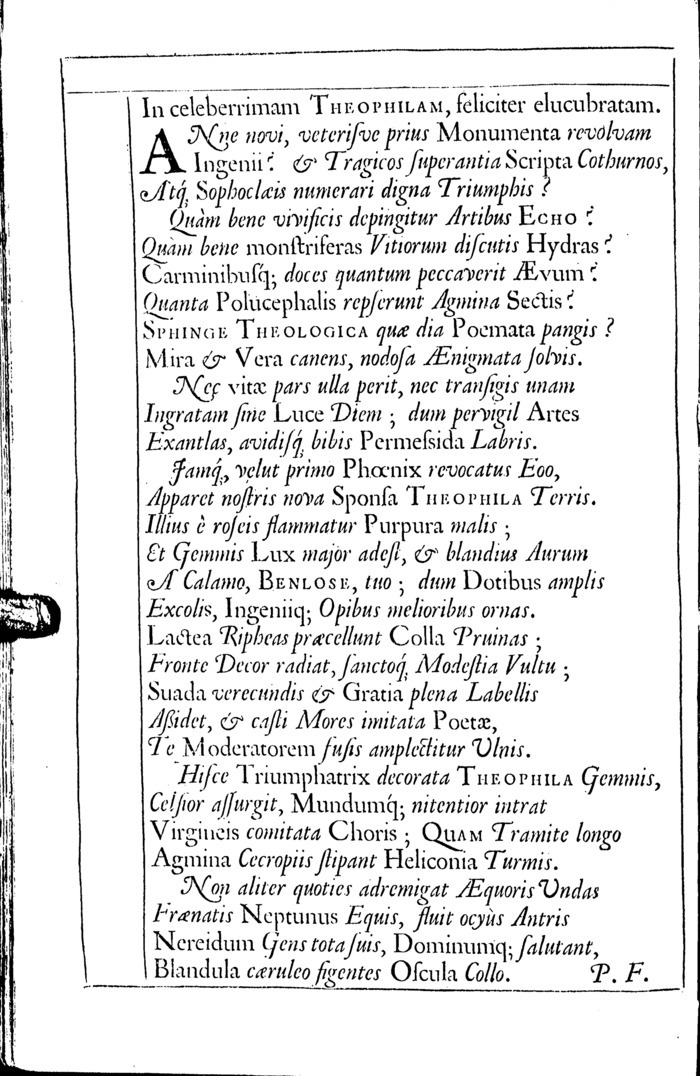 In celeberrimam THEOPHILAM, feliciter elucubratam.
ANne novi, veteriſve prius Monumenta revolvam
Ingenii? & Tragicos ſuperantia Scripta Cothurnos,
Atq́, Sophoclæis numerari digna Triumphis?
Quàm bene vivificis depingitur Artibus ECHO?
Quàm bene monſtriferas Vitiorum diſcutis Hydras?
Carminibuſq; doces quantum peccaverit Ævum?
Quanta Polucephalis repſerunt Agmina Sectis?
SPHINGE THEOLOGICA quæ dia Poemata pangis?
Mira & Vera canens, nodoſa Ænigmata ſolvis.
Nec vitæ pars ulla perit, nec tranſigis unam
Ingratam ſine Luce Diem; dum pervigil Artes
Exantlas, avidiſq́, bibis Permeſsida Labris.
Jamq́, velut primo Phœnix revocatus Eoo,
Apparet noſtris nova Sponſa THEOPHILA Terris.
Illius è roſeis flammatur Purpura malis;
Et Gemmis Lux major adeſt, & blandius Aurum
A Calamo, BENLOSE, tuo; dum Dotibus amplis
Excolis, Ingeniiq; Opibus melioribus ornas.
Lactea Ripheas præcellunt Colla Pruinas;
Fronte Decor radiat, ſanctoq́, Modeſtia Vultu;
Suada verecundis & Gratia plena Labellis
Aſſidet, & caſti Mores imitata Poetæ,
Te Moderatorem fuſis amplectitur Ulnis.
Hiſce Triumphatrix decorata THEOPHILA Gemmis,
Celſior aſſurgit, Mundumq́; nitentior intrat
Virgineis comitata Choris; QUAM Tramite longo
Agmina Cecropiis ſtipant Heliconia Turmis.
Non aliter quoties adremigat Æquoris Undas
Frænatis Neptunus Equis, fluit ocyùs Antris
Nereidum Gens tota ſuis, Dominumq; ſalutant,
Blandula cæruleo figentes Oſcula Collo. P. F.